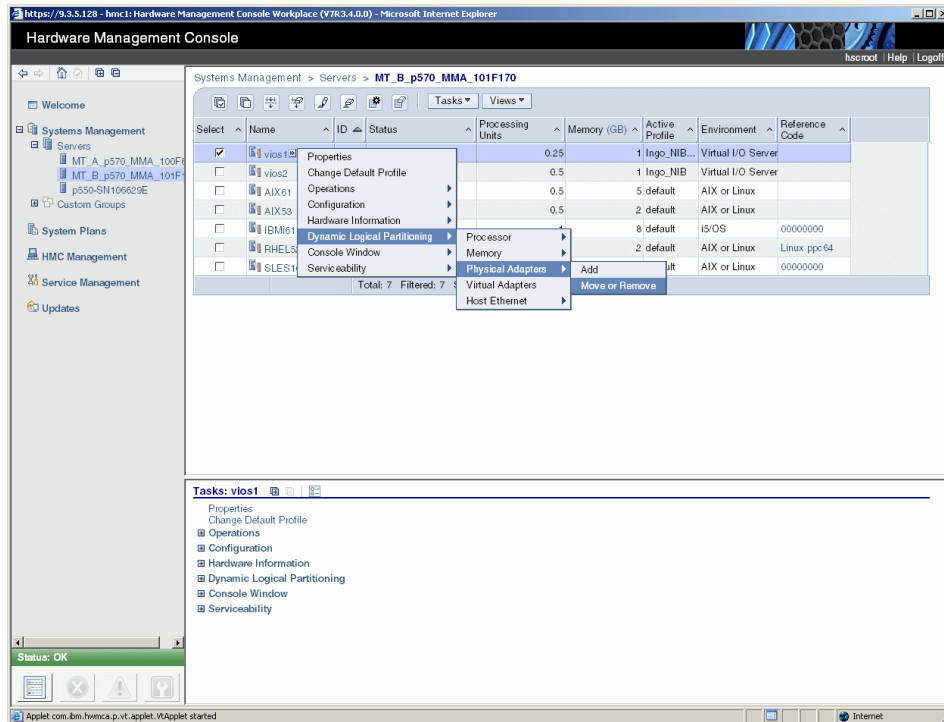 https://9.3.5.128 - hmc1: Hardware Management Console Workplace (V7R3.4.0.0) - Microsoft Internet Explorer
Hardware Management Console
hscroot | Help | Logoff
Welcome
Systems Management
Servers
MT_A_p570_MMA_100F6
MT_B_p570_MMA_101F1
p550-SN106629E
Custom Groups
System Plans
HMC Management
Service Management
Updates
Systems Management > Servers > MT_B_p570_MMA_101F170
Tasks Views
Select Name ID Status Processing Units Memory (GB) Active Profile Environment Reference Code
vios1 0.25 1 Ingo_NIB... Virtual I/O Server
vios2 0.5 1 Ingo_NIB Virtual I/O Server
AIX61 0.5 5 default AIX or Linux
AIX53 0.5 2 default AIX or Linux
IBMi61 8 default i5/OS 00000000
RHEL5 2 default AIX or Linux Linux ppc64
SLES1 AIX or Linux 00000000
Total: 7 Filtered: 7
Properties
Change Default Profile
Operations
Configuration
Hardware Information
Dynamic Logical Partitioning
Console Window
Serviceability
Processor
Memory
Physical Adapters
Virtual Adapters
Host Ethernet
Add
Move or Remove
Tasks: vios1
Properties
Change Default Profile
Operations
Configuration
Hardware Information
Dynamic Logical Partitioning
Console Window
Serviceability
Status: OK
Applet com.ibm.hwmca.p.vt.applet.VtApplet started
Internet